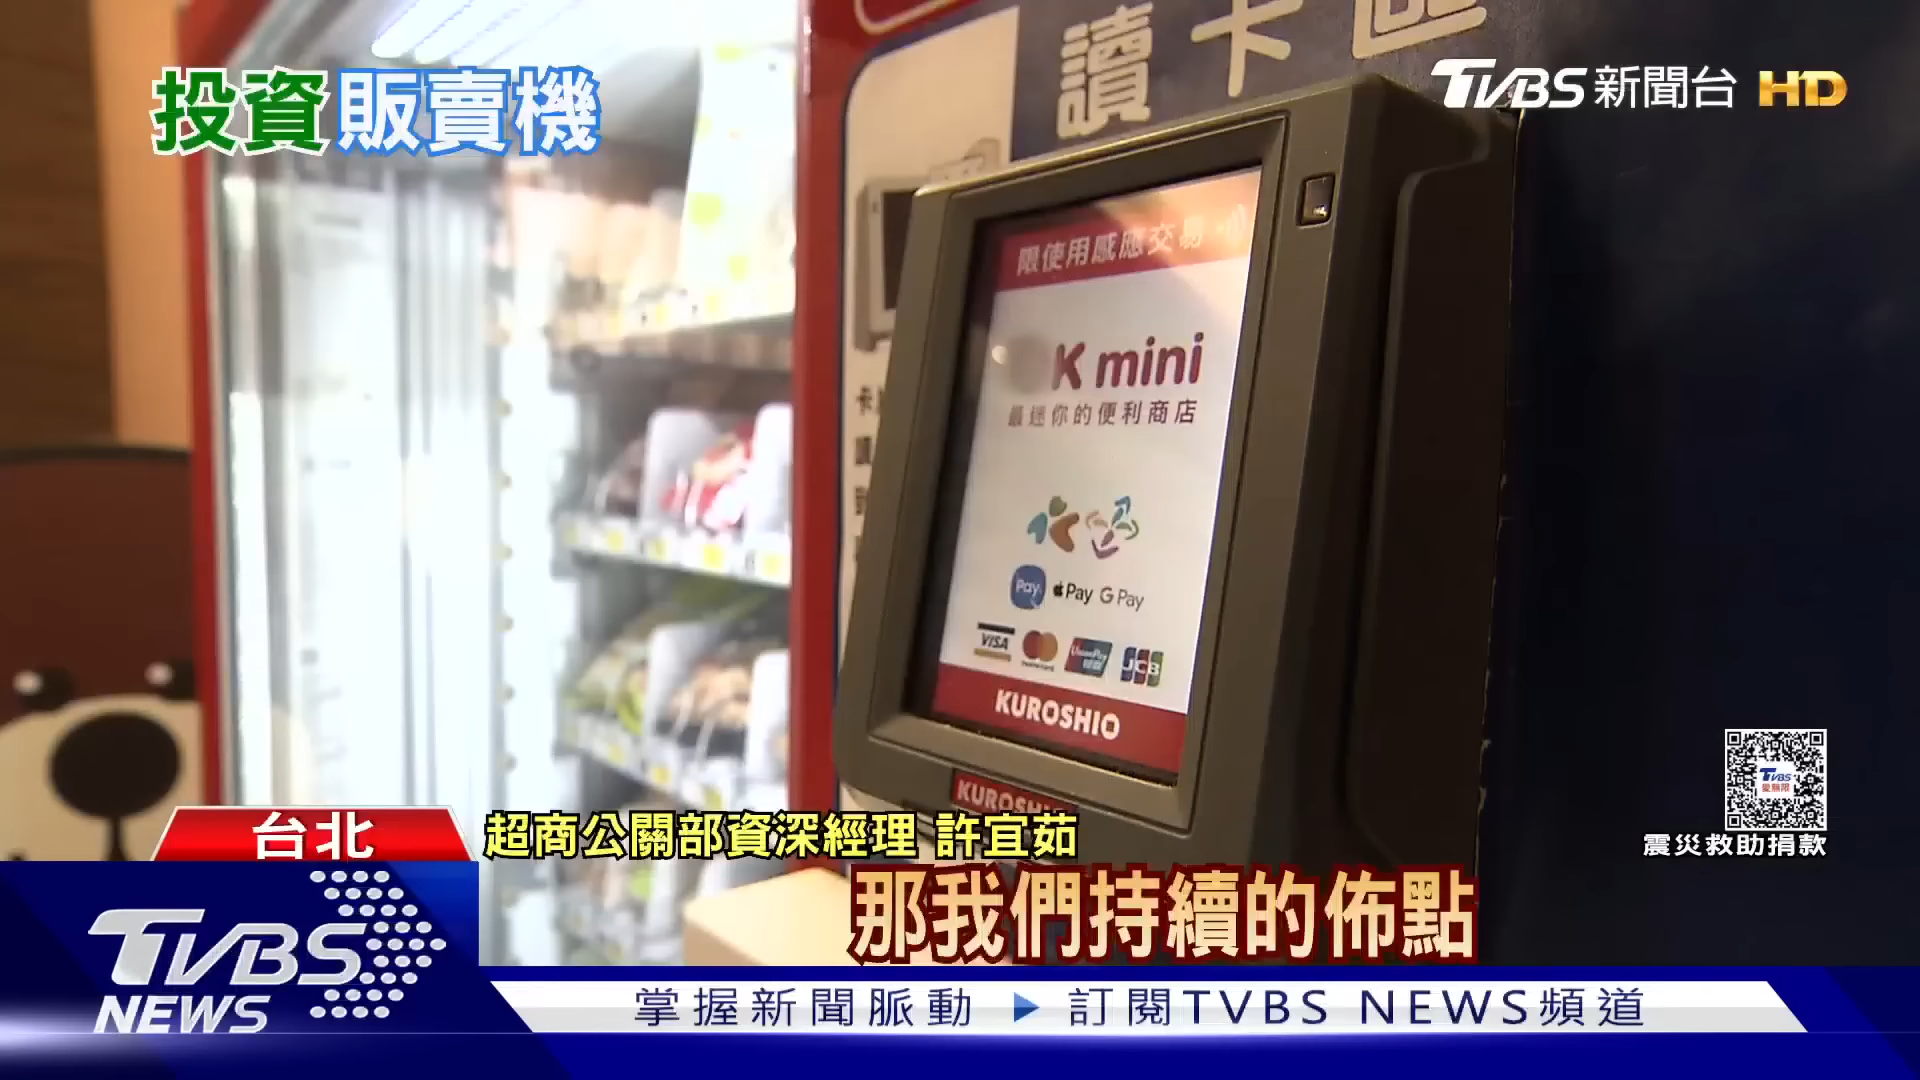 投資販賣機
TVBS新聞台 HD
讀卡區
限使用感應交易
K mini
最迷你的便利商店
Pay
Pay G Pay
VISA
mastercard
UnionPay
JCB
KUROSHIO
KUROSHIO
TVBS
震災救助捐款
台北
超商公關部資深經理 許宜茹
那我們持續的佈點
TVBS
NEWS
掌握新聞脈動 ▶ 訂閱TVBS NEWS頻道